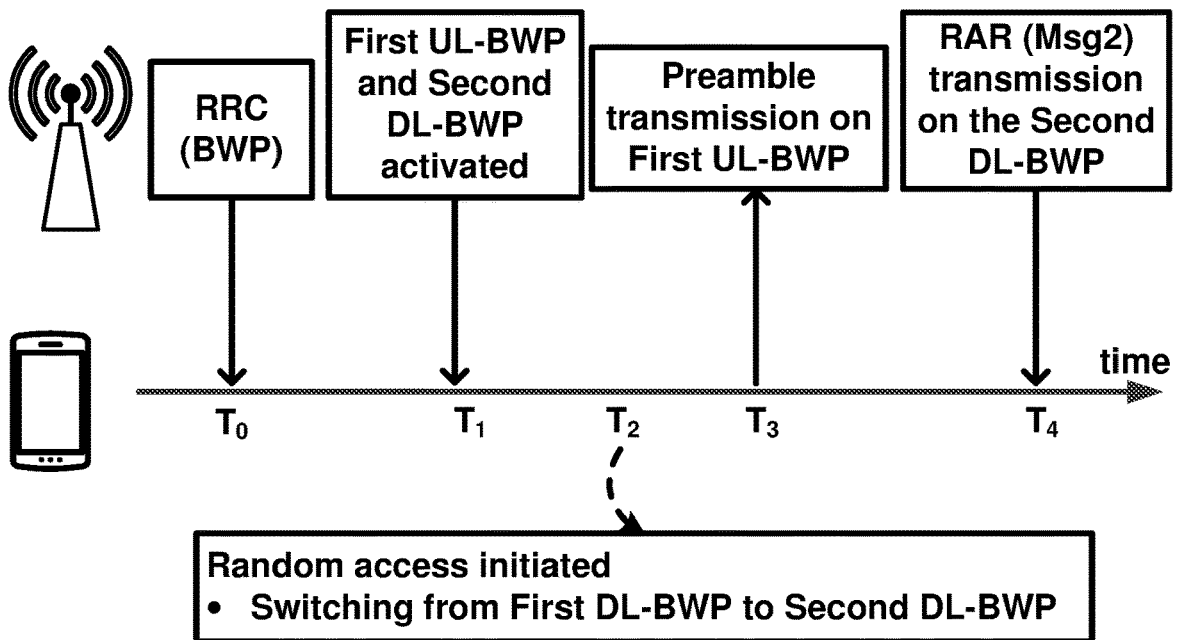 RRC
(BWP)
First UL-BWP
and Second
DL-BWP
activated
Preamble
transmission on
First UL-BWP
RAR (Msg2)
transmission
on the Second
DL-BWP
time
T₀
T₁
T₂
T₃
T₄
Random access initiated
• Switching from First DL-BWP to Second DL-BWP